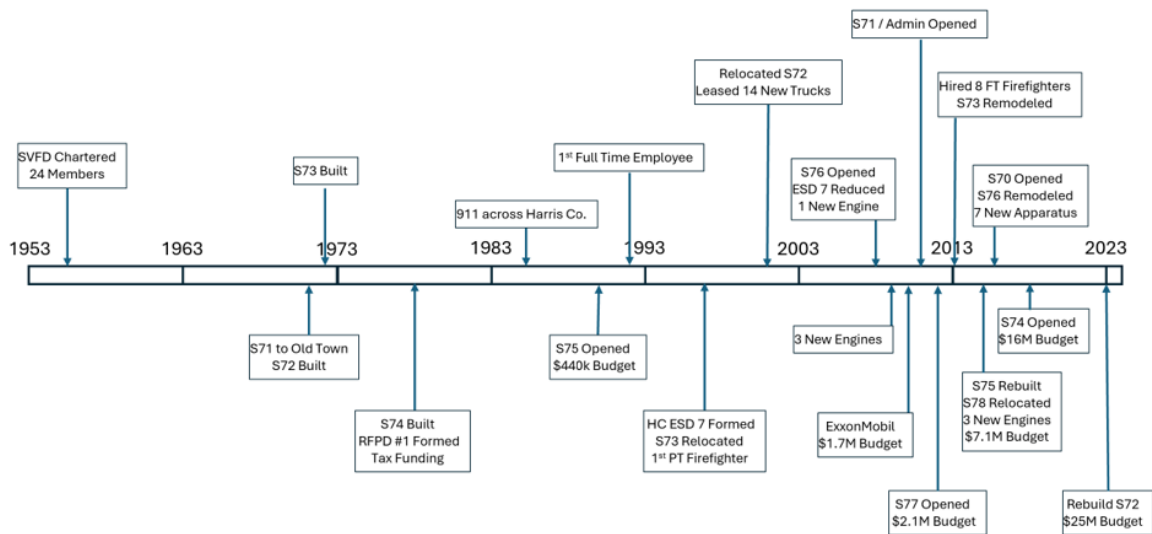 S71 / Admin Opened
Relocated S72
Leased 14 New Trucks
Hired 8 FT Firefighters
S73 Remodeled
SVFD Chartered
24 Members
S73 Built
1st Full Time Employee
S76 Opened
ESD 7 Reduced
1 New Engine
S70 Opened
S76 Remodeled
7 New Apparatus
911 across Harris Co.
1953 1963 1973 1983 1993 2003 2013 2023
S71 to Old Town
S72 Built
S75 Opened
$440k Budget
3 New Engines
S74 Opened
$16M Budget
S74 Built
RFPD #1 Formed
Tax Funding
HC ESD 7 Formed
S73 Relocated
1st PT Firefighter
ExxonMobil
$1.7M Budget
S75 Rebuilt
S78 Relocated
3 New Engines
$7.1M Budget
S77 Opened
$2.1M Budget
Rebuild S72
$25M Budget